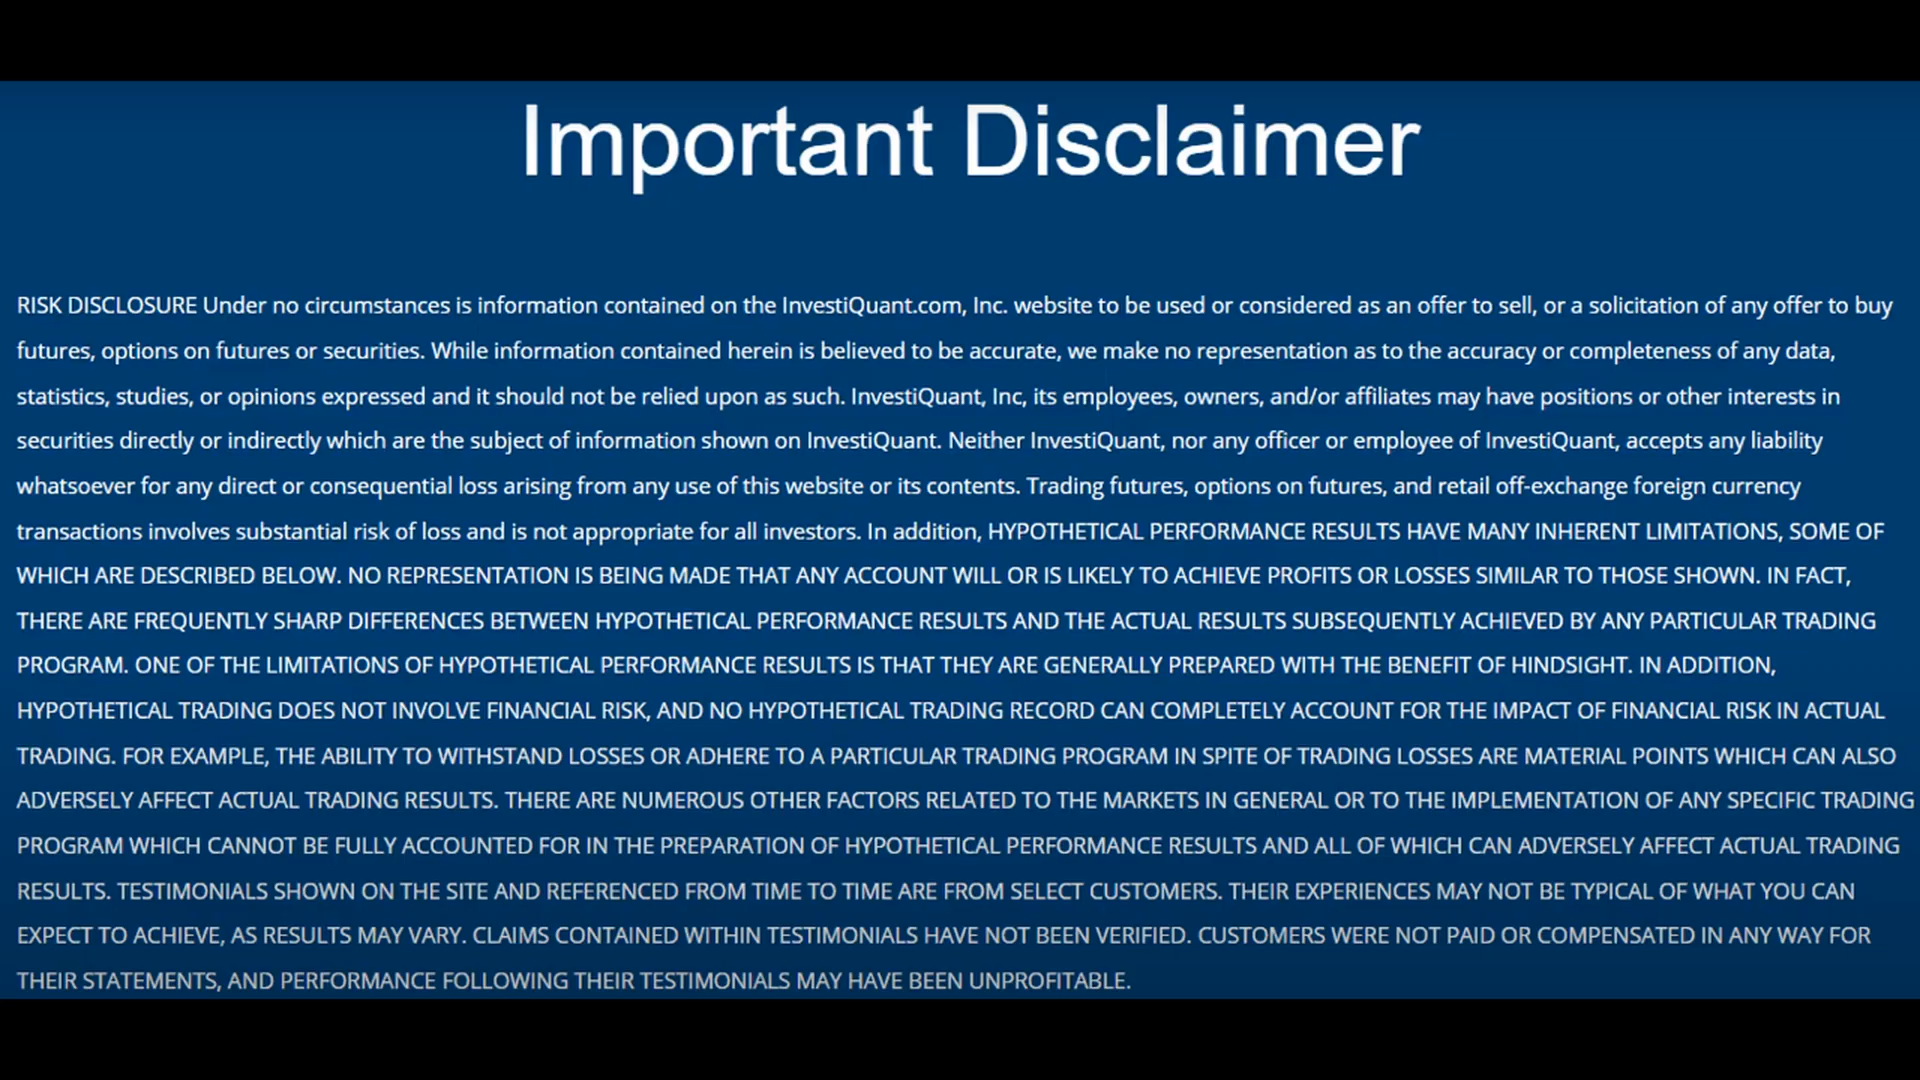 Important Disclaimer
RISK DISCLOSURE Under no circumstances is information contained on the InvestiQuant.com, Inc. website to be used or considered as an offer to sell, or a solicitation of any offer to buy
futures, options on futures or securities. While information contained herein is believed to be accurate, we make no representation as to the accuracy or completeness of any data,
statistics, studies, or opinions expressed and it should not be relied upon as such. InvestiQuant, Inc, its employees, owners, and/or affiliates may have positions or other interests in
securities directly or indirectly which are the subject of information shown on InvestiQuant. Neither InvestiQuant, nor any officer or employee of InvestiQuant, accepts any liability
whatsoever for any direct or consequential loss arising from any use of this website or its contents. Trading futures, options on futures, and retail off-exchange foreign currency
transactions involves substantial risk of loss and is not appropriate for all investors. In addition, HYPOTHETICAL PERFORMANCE RESULTS HAVE MANY INHERENT LIMITATIONS, SOME OF
WHICH ARE DESCRIBED BELOW. NO REPRESENTATION IS BEING MADE THAT ANY ACCOUNT WILL OR IS LIKELY TO ACHIEVE PROFITS OR LOSSES SIMILAR TO THOSE SHOWN. IN FACT,
THERE ARE FREQUENTLY SHARP DIFFERENCES BETWEEN HYPOTHETICAL PERFORMANCE RESULTS AND THE ACTUAL RESULTS SUBSEQUENTLY ACHIEVED BY ANY PARTICULAR TRADING
PROGRAM. ONE OF THE LIMITATIONS OF HYPOTHETICAL PERFORMANCE RESULTS IS THAT THEY ARE GENERALLY PREPARED WITH THE BENEFIT OF HINDSIGHT. IN ADDITION,
HYPOTHETICAL TRADING DOES NOT INVOLVE FINANCIAL RISK, AND NO HYPOTHETICAL TRADING RECORD CAN COMPLETELY ACCOUNT FOR THE IMPACT OF FINANCIAL RISK IN ACTUAL
TRADING. FOR EXAMPLE, THE ABILITY TO WITHSTAND LOSSES OR ADHERE TO A PARTICULAR TRADING PROGRAM IN SPITE OF TRADING LOSSES ARE MATERIAL POINTS WHICH CAN ALSO
ADVERSELY AFFECT ACTUAL TRADING RESULTS. THERE ARE NUMEROUS OTHER FACTORS RELATED TO THE MARKETS IN GENERAL OR TO THE IMPLEMENTATION OF ANY SPECIFIC TRADING
PROGRAM WHICH CANNOT BE FULLY ACCOUNTED FOR IN THE PREPARATION OF HYPOTHETICAL PERFORMANCE RESULTS AND ALL OF WHICH CAN ADVERSELY AFFECT ACTUAL TRADING
RESULTS. TESTIMONIALS SHOWN ON THE SITE AND REFERENCED FROM TIME TO TIME ARE FROM SELECT CUSTOMERS. THEIR EXPERIENCES MAY NOT BE TYPICAL OF WHAT YOU CAN
EXPECT TO ACHIEVE, AS RESULTS MAY VARY. CLAIMS CONTAINED WITHIN TESTIMONIALS HAVE NOT BEEN VERIFIED. CUSTOMERS WERE NOT PAID OR COMPENSATED IN ANY WAY FOR
THEIR STATEMENTS, AND PERFORMANCE FOLLOWING THEIR TESTIMONIALS MAY HAVE BEEN UNPROFITABLE.